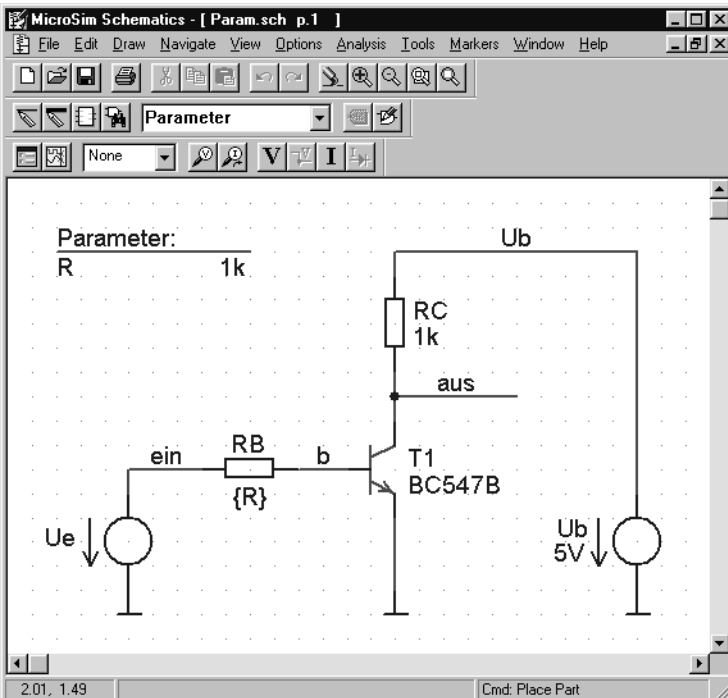 MicroSim Schematics - [ Param.sch p.1 ]
File Edit Draw Navigate View Options Analysis Tools Markers Window Help
Parameter
None V V V I I
Parameter:
R 1k
Ub
RC
1k
aus
ein RB b T1
{R} BC547B
Ue Ub
5V
2.01, 1.49 Cmd: Place Part